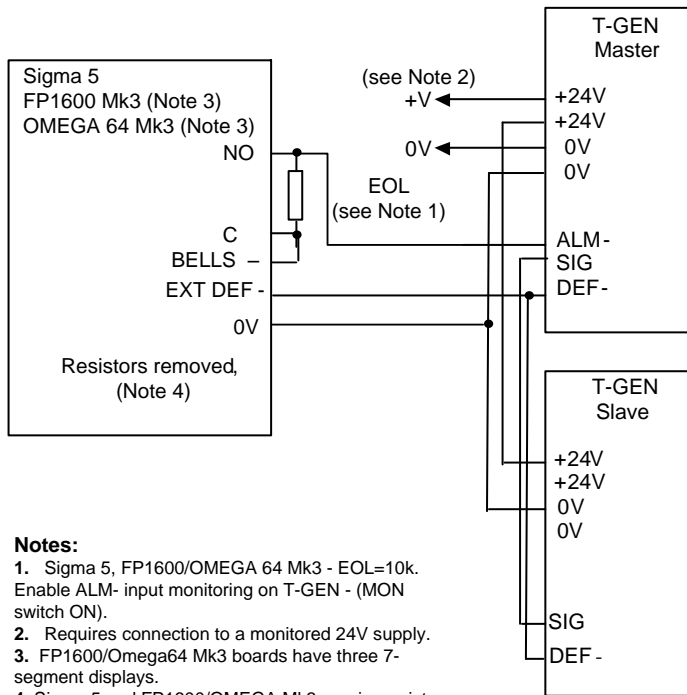 T-GEN
Master
Sigma 5
FP1600 Mk3 (Note 3)
OMEGA 64 Mk3 (Note 3)
(see Note 2)
+V
+24V
+24V
0V
0V
0V
NO
EOL
(see Note 1)
C
BELLS –
EXT DEF -
0V
ALM-
SIG
DEF-
Resistors removed,
(Note 4)
T-GEN
Slave
+24V
+24V
0V
0V
SIG
DEF -
Notes:
1. Sigma 5, FP1600/OMEGA 64 Mk3 - EOL=10k.
Enable ALM- input monitoring on T-GEN - (MON
switch ON).
2. Requires connection to a monitored 24V supply.
3. FP1600/Omega64 Mk3 boards have three 7-
segment displays.